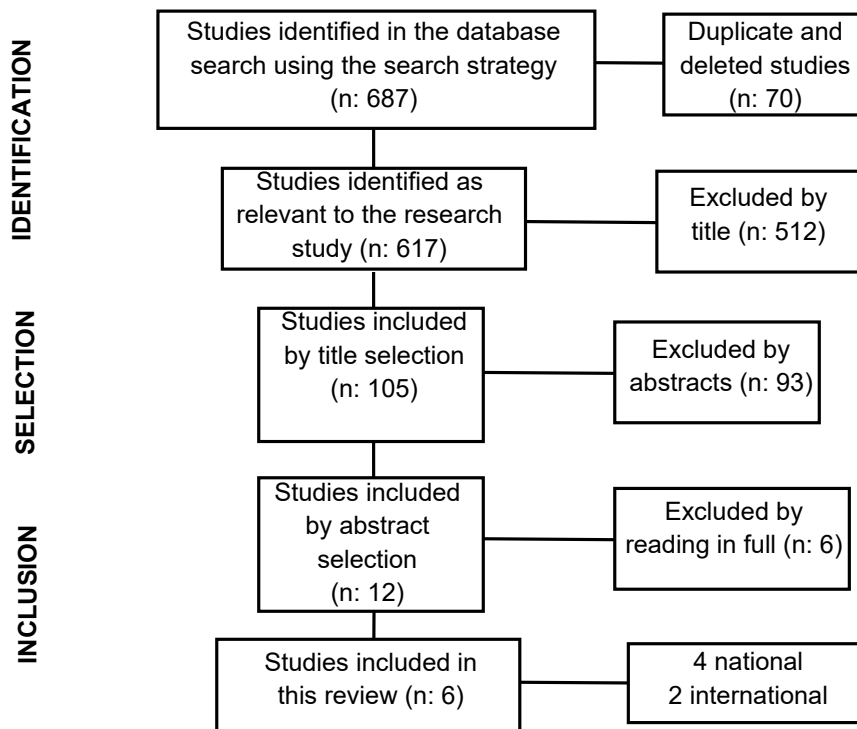 IDENTIFICATION
Studies identified in the database
search using the search strategy
(n: 687)
Duplicate and
deleted studies
(n: 70)
Studies identified as
relevant to the research
study (n: 617)
Excluded by
title (n: 512)
SELECTION
Studies included
by title selection
(n: 105)
Excluded by
abstracts (n: 93)
INCLUSION
Studies included
by abstract
selection
(n: 12)
Excluded by
reading in full (n: 6)
Studies included in
this review (n: 6)
4 national
2 international